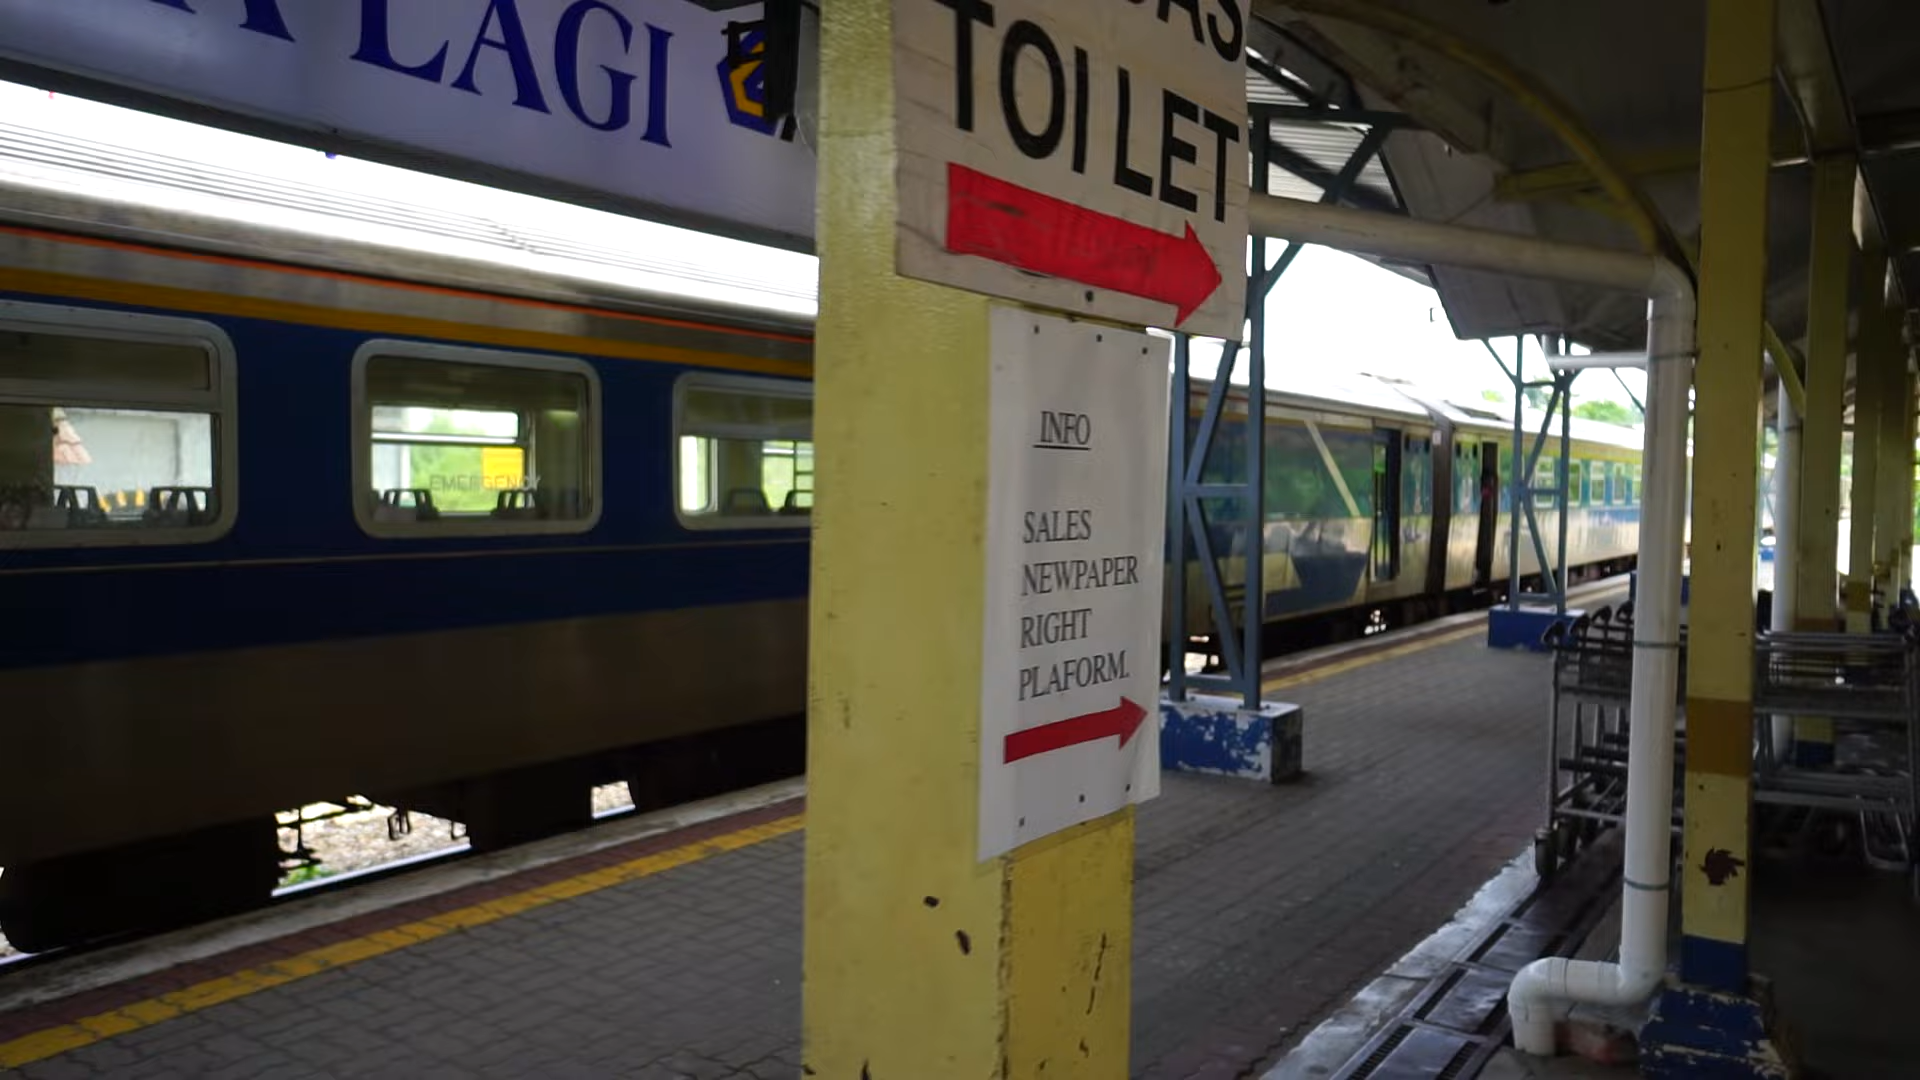 LAGI
TOILET
INFO
SALES
NEWPAPER
RIGHT
PLAFORM.
EMERGENCY